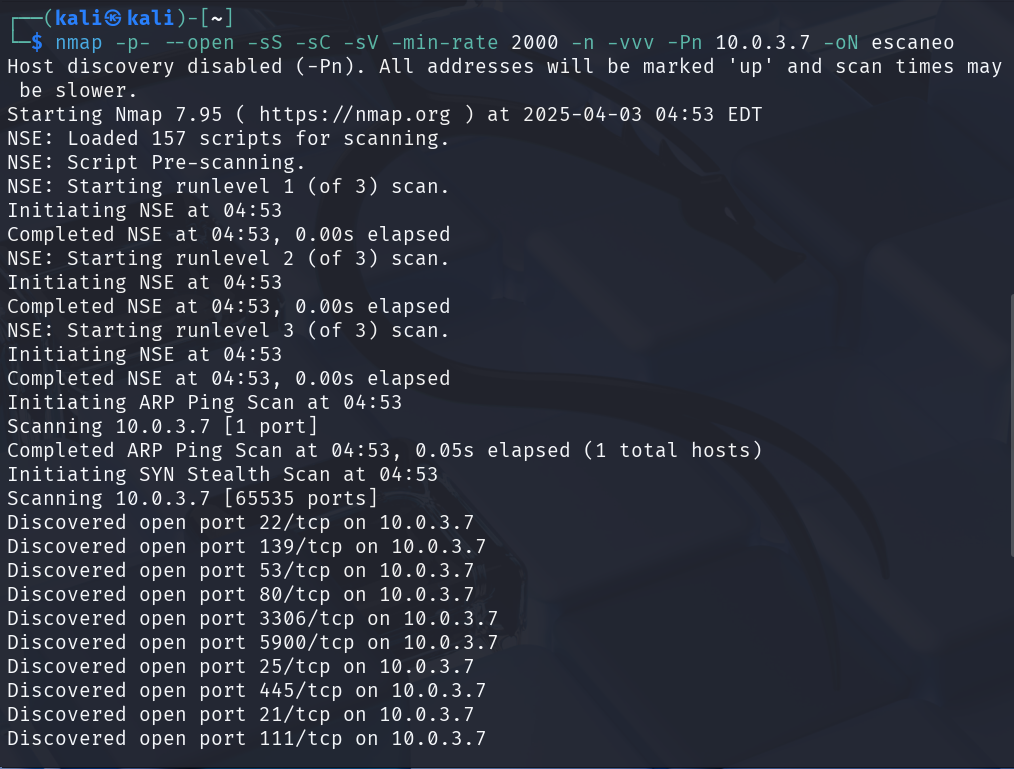 ┌──(kali㉿kali)-[~]
└─$ nmap -p- --open -sS -sC -sV -min-rate 2000 -n -vvv -Pn 10.0.3.7 -oN escaneo
Host discovery disabled (-Pn). All addresses will be marked 'up' and scan times may
 be slower.
Starting Nmap 7.95 ( https://nmap.org ) at 2025-04-03 04:53 EDT
NSE: Loaded 157 scripts for scanning.
NSE: Script Pre-scanning.
NSE: Starting runlevel 1 (of 3) scan.
Initiating NSE at 04:53
Completed NSE at 04:53, 0.00s elapsed
NSE: Starting runlevel 2 (of 3) scan.
Initiating NSE at 04:53
Completed NSE at 04:53, 0.00s elapsed
NSE: Starting runlevel 3 (of 3) scan.
Initiating NSE at 04:53
Completed NSE at 04:53, 0.00s elapsed
Initiating ARP Ping Scan at 04:53
Scanning 10.0.3.7 [1 port]
Completed ARP Ping Scan at 04:53, 0.05s elapsed (1 total hosts)
Initiating SYN Stealth Scan at 04:53
Scanning 10.0.3.7 [65535 ports]
Discovered open port 22/tcp on 10.0.3.7
Discovered open port 139/tcp on 10.0.3.7
Discovered open port 53/tcp on 10.0.3.7
Discovered open port 80/tcp on 10.0.3.7
Discovered open port 3306/tcp on 10.0.3.7
Discovered open port 5900/tcp on 10.0.3.7
Discovered open port 25/tcp on 10.0.3.7
Discovered open port 445/tcp on 10.0.3.7
Discovered open port 21/tcp on 10.0.3.7
Discovered open port 111/tcp on 10.0.3.7